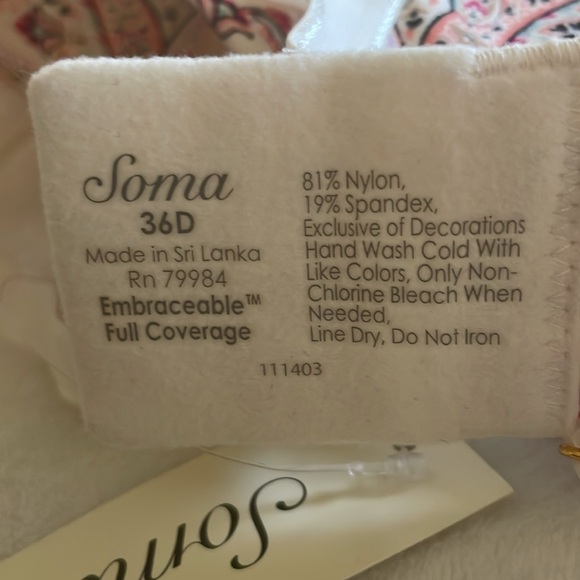 Soma
36D
Made in Sri Lanka
Rn 79984
Embraceable™
Full Coverage
81% Nylon,
19% Spandex,
Exclusive of Decorations
Hand Wash Cold With
Like Colors, Only Non-
Chlorine Bleach When
Needed,
Line Dry, Do Not Iron
111403
Soma